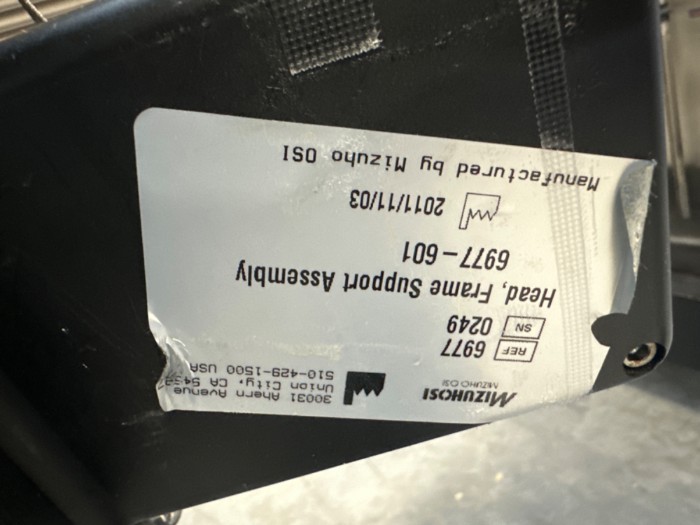 MIZUHOSI
MIZUHO OSI
30031 Ahern Avenue
Union City, CA
510-429-1500 USA
REF 6977
SN 0249
Head, Frame Support Assembly
6977-601
2011/11/03
Manufactured by Mizuho OSI